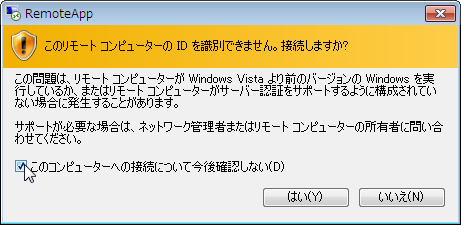 RemoteApp
このリモート コンピューターの ID を識別できません。接続しますか?
この問題は、リモート コンピューターが Windows Vista より前のバージョンの Windows を実
行しているか、またはリモート コンピューターがサーバー認証をサポートするように構成されてい
ない場合に発生することがあります。
サポートが必要な場合は、ネットワーク管理者またはリモート コンピューターの所有者に問い合
わせてください。
このコンピューターへの接続について今後確認しない(D)
はい(Y)
いいえ(N)